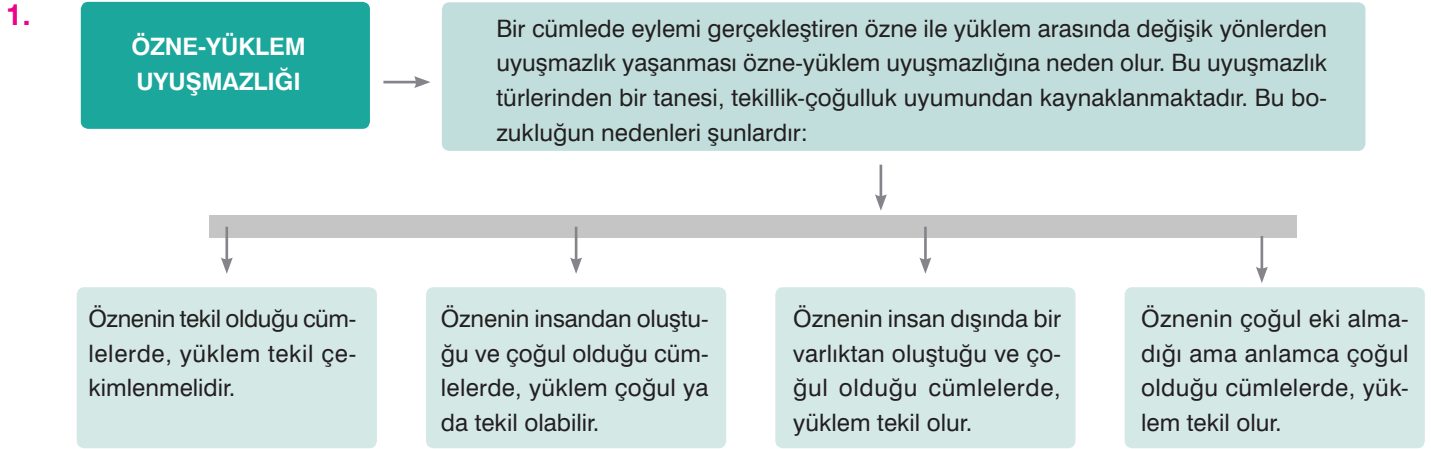 1.
ÖZNE-YÜKLEM
UYUŞMAZLIĞI
Bir cümlede eylemi gerçekleştiren özne ile yüklem arasında değişik yönlerden
uyuşmazlık yaşanması özne-yüklem uyuşmazlığına neden olur. Bu uyuşmazlık
türlerinden bir tanesi, tekillik-çoğulluk uyumundan kaynaklanmaktadır. Bu bo-
zukluğun nedenleri şunlardır:
Öznenin tekil olduğu cüm-
lelerde, yüklem tekil çe-
kimlenmelidir.
Öznenin insandan oluştu-
ğu ve çoğul olduğu cüm-
lelerde, yüklem çoğul ya
da tekil olabilir.
Öznenin insan dışında bir
varlıktan oluştuğu ve ço-
ğul olduğu cümlelerde,
yüklem tekil olur.
Öznenin çoğul eki alma-
dığı ama anlamca çoğul
olduğu cümlelerde, yük-
lem tekil olur.